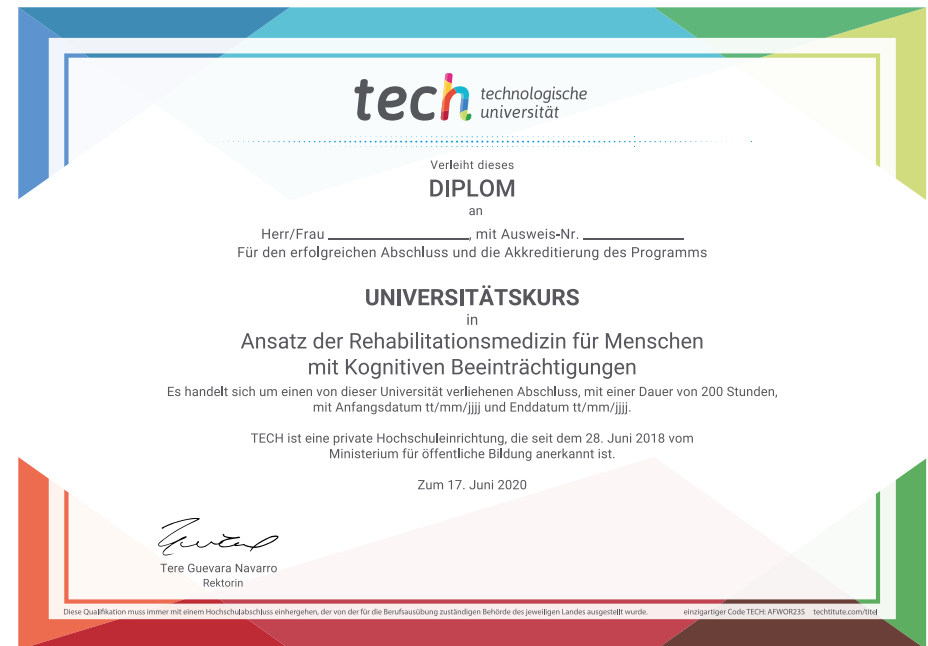 tech technologische
universität
Verleiht dieses
DIPLOM
an
Herr/Frau ____________________, mit Ausweis-Nr. ______________
Für den erfolgreichen Abschluss und die Akkreditierung des Programms
UNIVERSITÄTSKURS
in
Ansatz der Rehabilitationsmedizin für Menschen
mit Kognitiven Beeinträchtigungen
Es handelt sich um einen von dieser Universität verliehenen Abschluss, mit einer Dauer von 200 Stunden,
mit Anfangsdatum tt/mm/jjjj und Enddatum tt/mm/jjjj.
TECH ist eine private Hochschuleinrichtung, die seit dem 28. Juni 2018 vom
Ministerium für öffentliche Bildung anerkannt ist.
Zum 17. Juni 2020
Tere Guevara Navarro
Rektorin
Diese Qualifikation muss immer mit einem Hochschulabschluss einhergehen, der von der für die Berufsausübung zuständigen Behörde des jeweiligen Landes ausgestellt wurde. einzigartiger Code TECH: AFWOR235 techtitute.com/titel